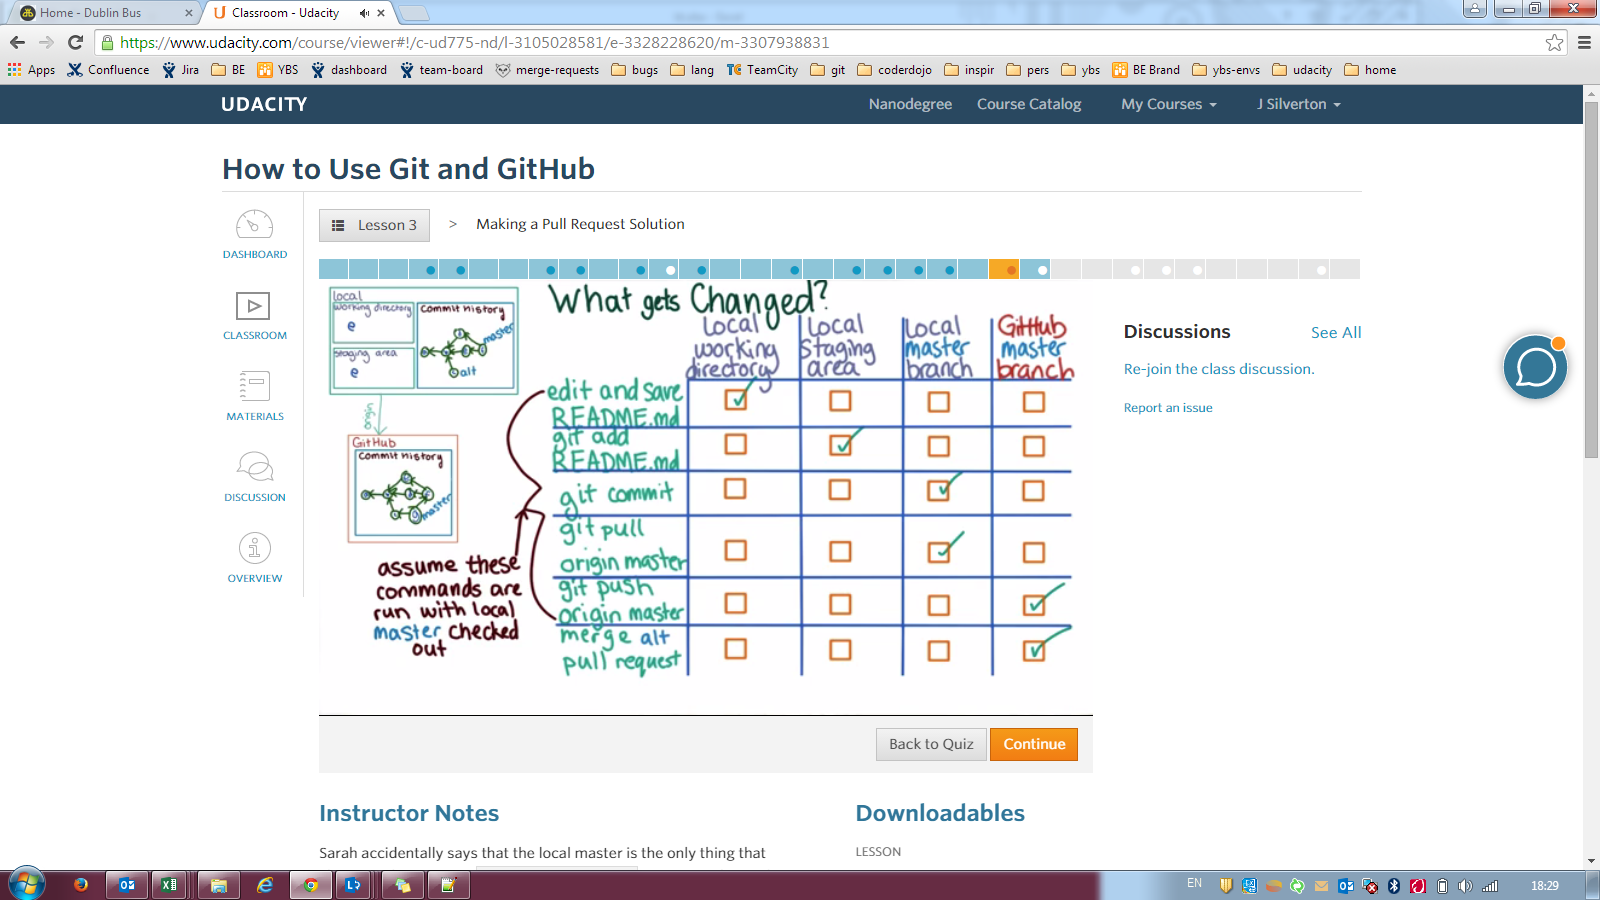 Home - Dublin Bus
Classroom - Udacity
https://www.udacity.com/course/viewer#!/c-ud775-nd/l-3105028581/e-3328228620/m-3307938831
Apps Confluence Jira BE YBS dashboard team-board merge-requests bugs lang TeamCity git coderdojo inspir pers ybs BE Brand ybs-envs udacity home
UDACITY
Nanodegree Course Catalog My Courses J Silverton
How to Use Git and GitHub
DASHBOARD
CLASSROOM
MATERIALS
DISCUSSION
OVERVIEW
Lesson 3 > Making a Pull Request Solution
local
working directory
e
staging area
e
Commit history
master
alt
origin
GitHub
Commit history
master
What gets Changed?
Local working directory
Local Staging area
Local master branch
GitHub master branch
edit and save
README.md
git add
README.md
git commit
git pull
origin master
git push
origin master
merge alt
pull request
assume these
commands are
run with local
master checked
out
Discussions
See All
Re-join the class discussion.
Report an issue
Back to Quiz
Continue
Instructor Notes
Sarah accidentally says that the local master is the only thing that
Downloadables
LESSON
EN
18:29